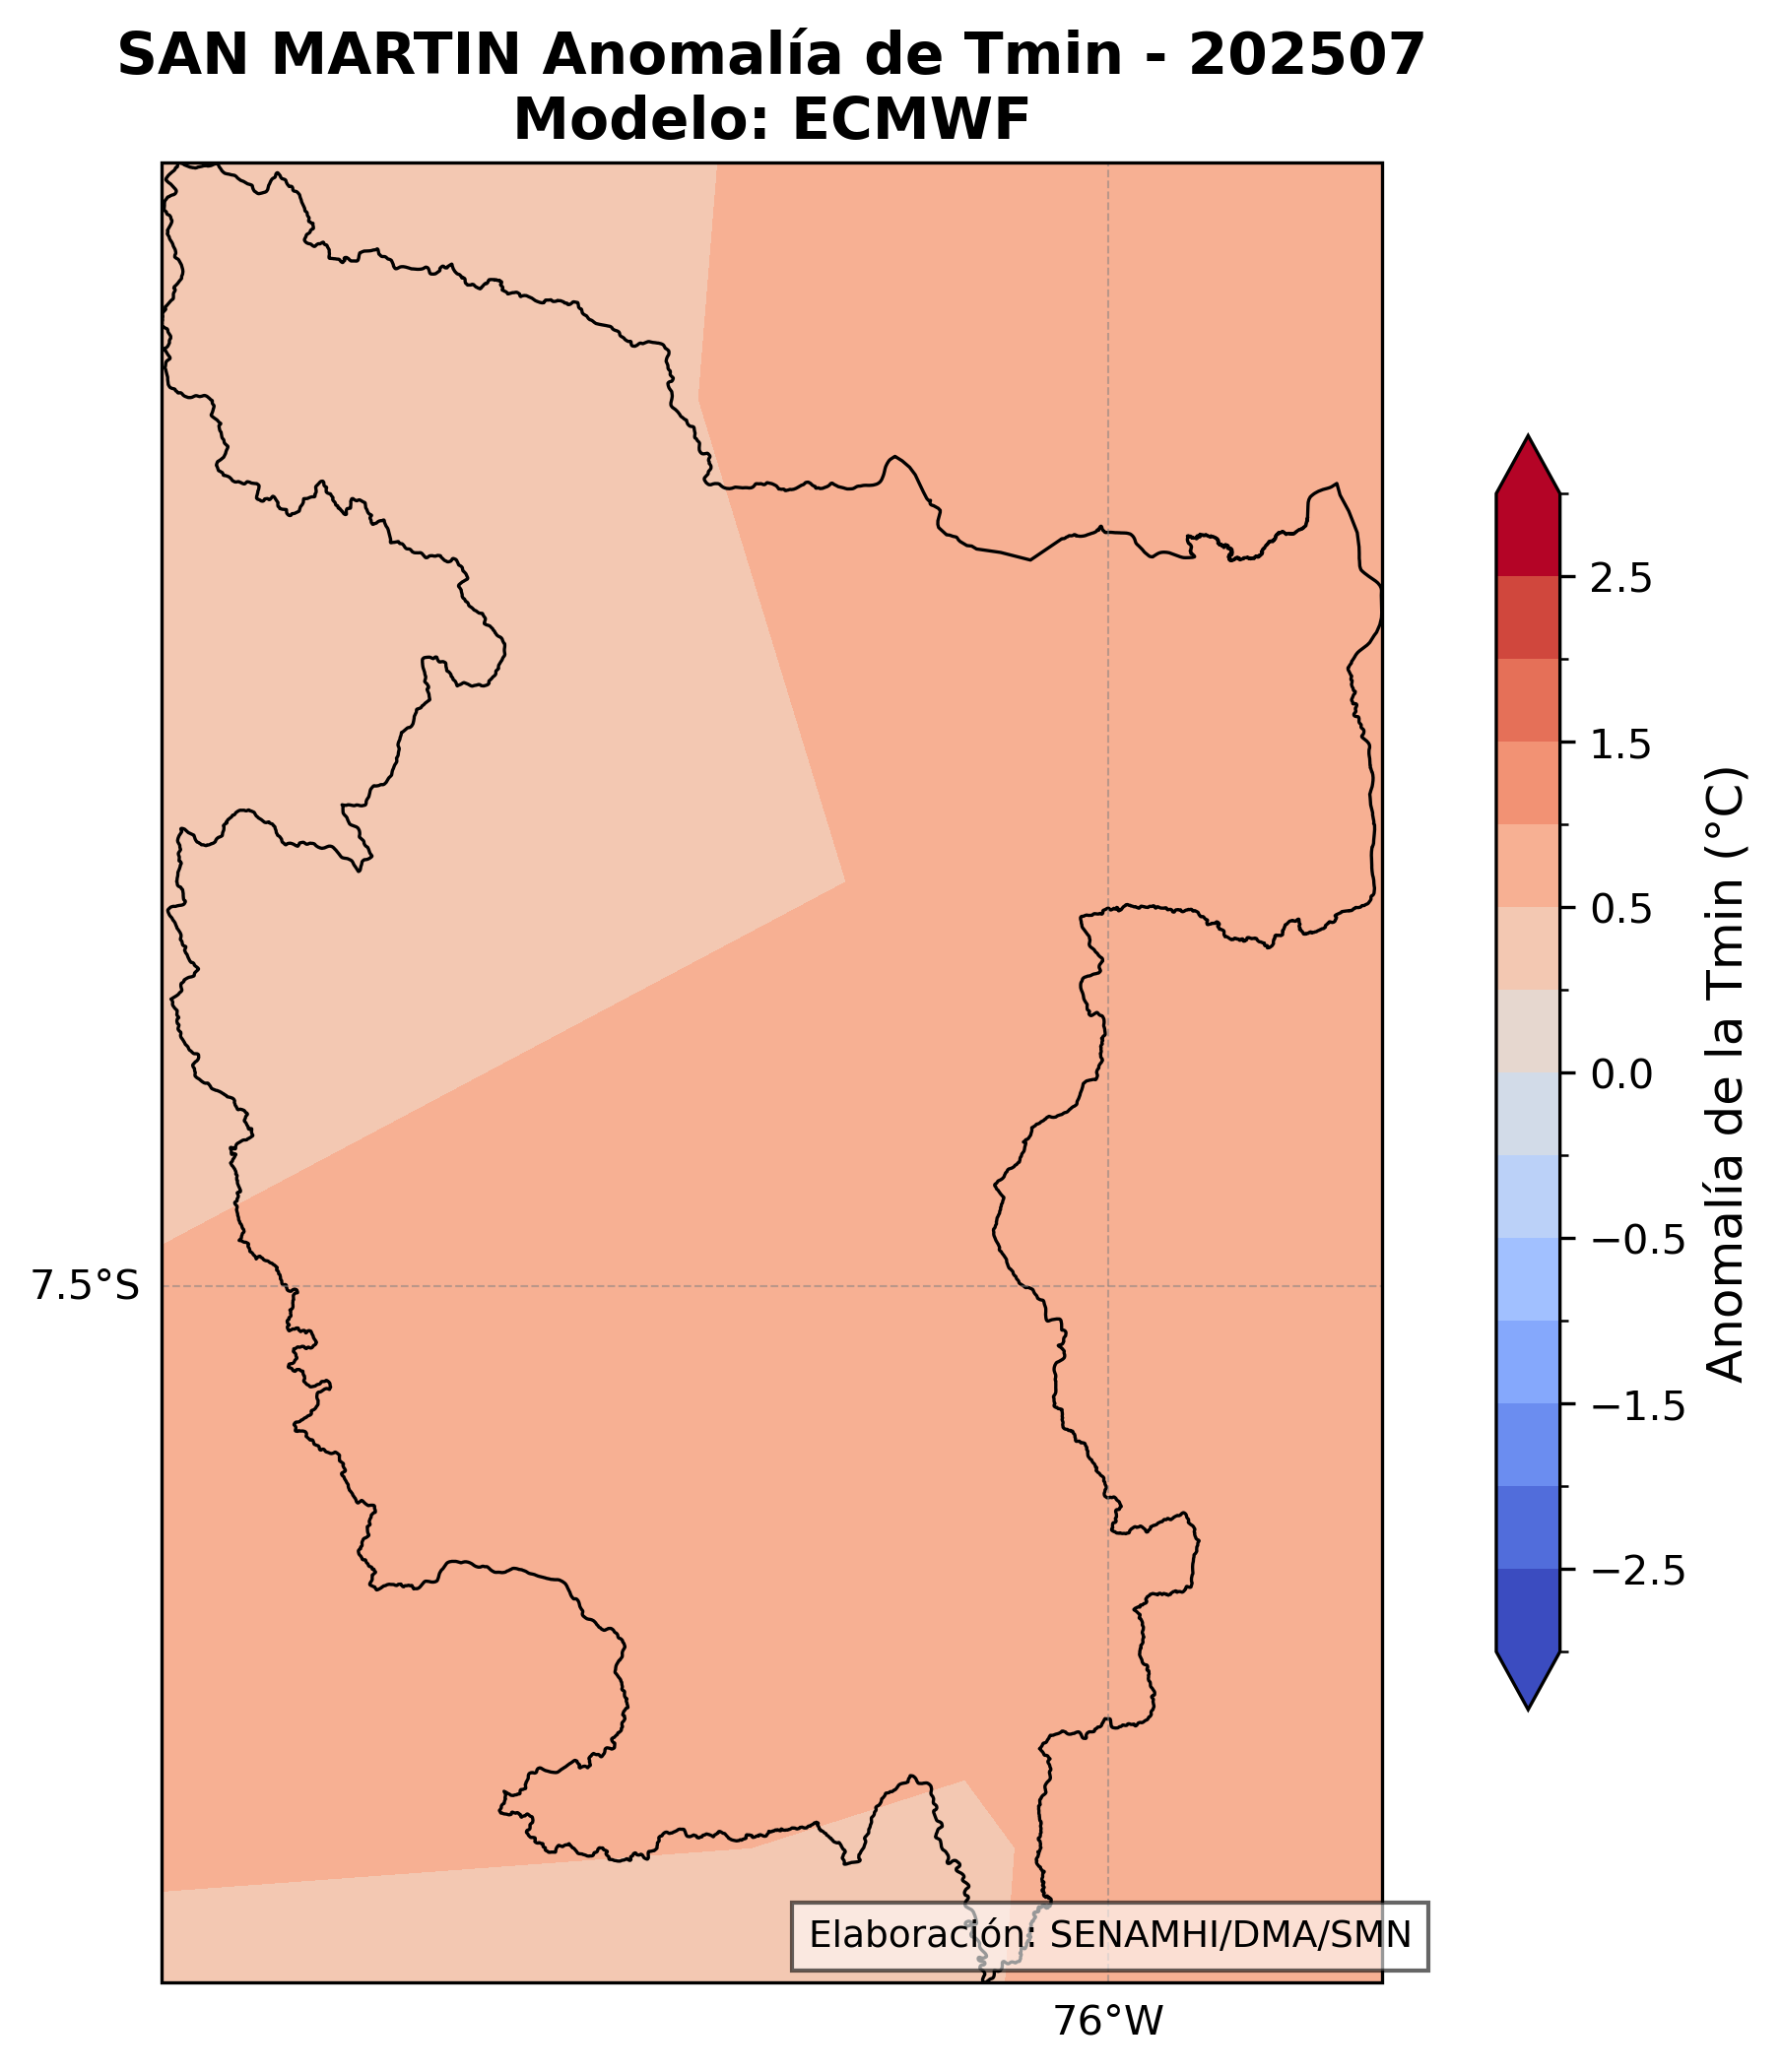 SAN MARTIN Anomalía de Tmin - 202507
Modelo: ECMWF
2.5
1.5
0.5
0.0
−0.5
−1.5
−2.5
Anomalía de la Tmin (°C)
7.5°S
76°W
Elaboración: SENAMHI/DMA/SMN